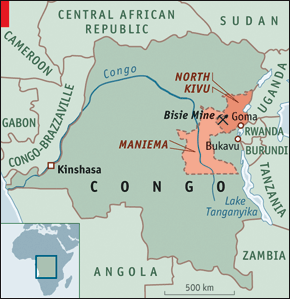 CENTRAL AFRICAN
REPUBLIC
SUDAN
CAMEROON
Congo
NORTH
KIVU
UGANDA
CONGO-BRAZZAVILLE
GABON
Bisie Mine
Goma
RWANDA
MANIEMA
Bukavu
BURUNDI
Kinshasa
TANZANIA
CONGO
Lake
Tanganyika
ZAMBIA
ANGOLA
500 km